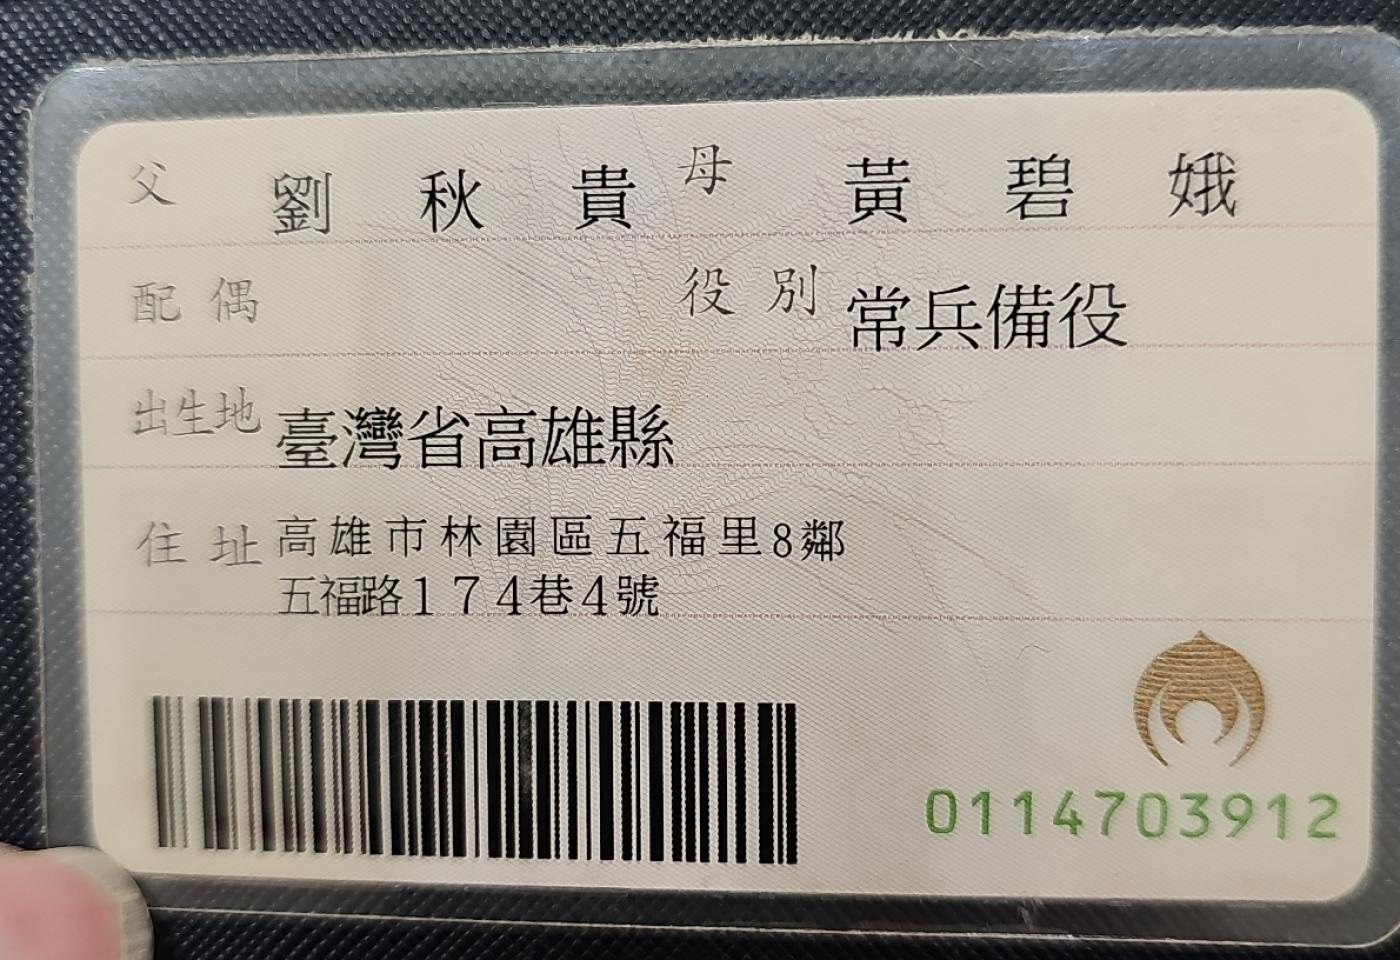 父 劉秋貴 母 黃碧娥
配偶 役別 常兵備役
出生地 臺灣省高雄縣
住址 高雄市林園區五福里8鄰
五福路174巷4號
0114703912